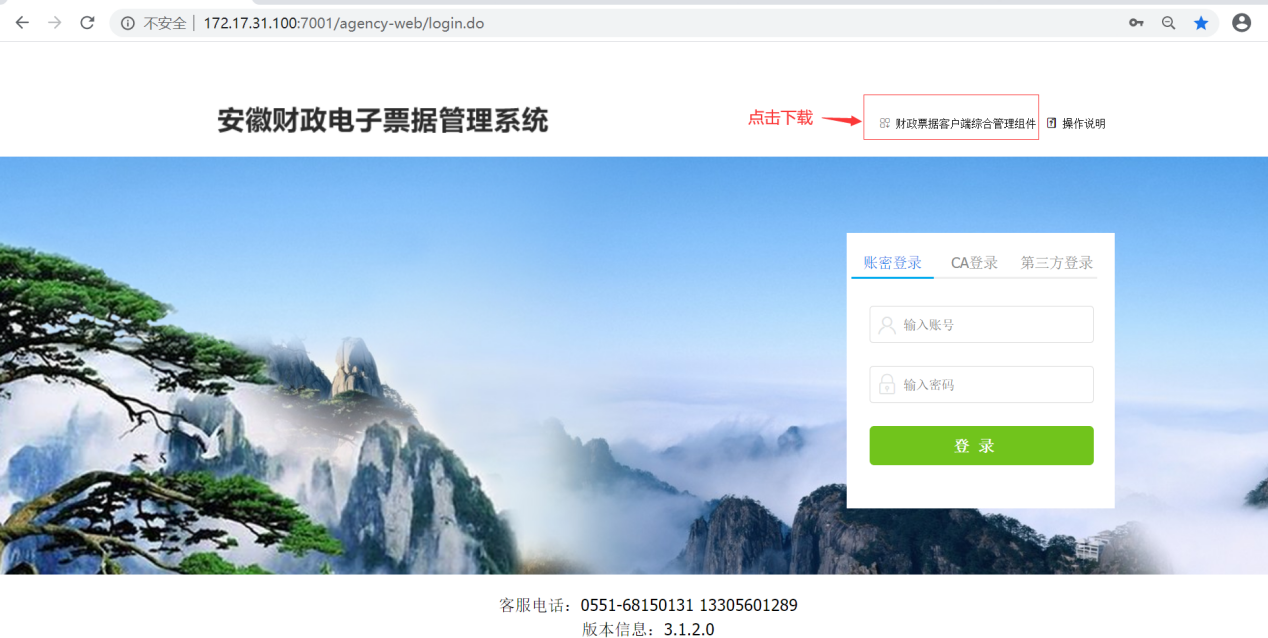 不安全 | 172.17.31.100:7001/agency-web/login.do
安徽财政电子票据管理系统
点击下载
财政票据客户端综合管理组件
操作说明
账密登录 CA登录 第三方登录
输入账号
输入密码
登 录
客服电话：0551-68150131 13305601289
版本信息：3.1.2.0